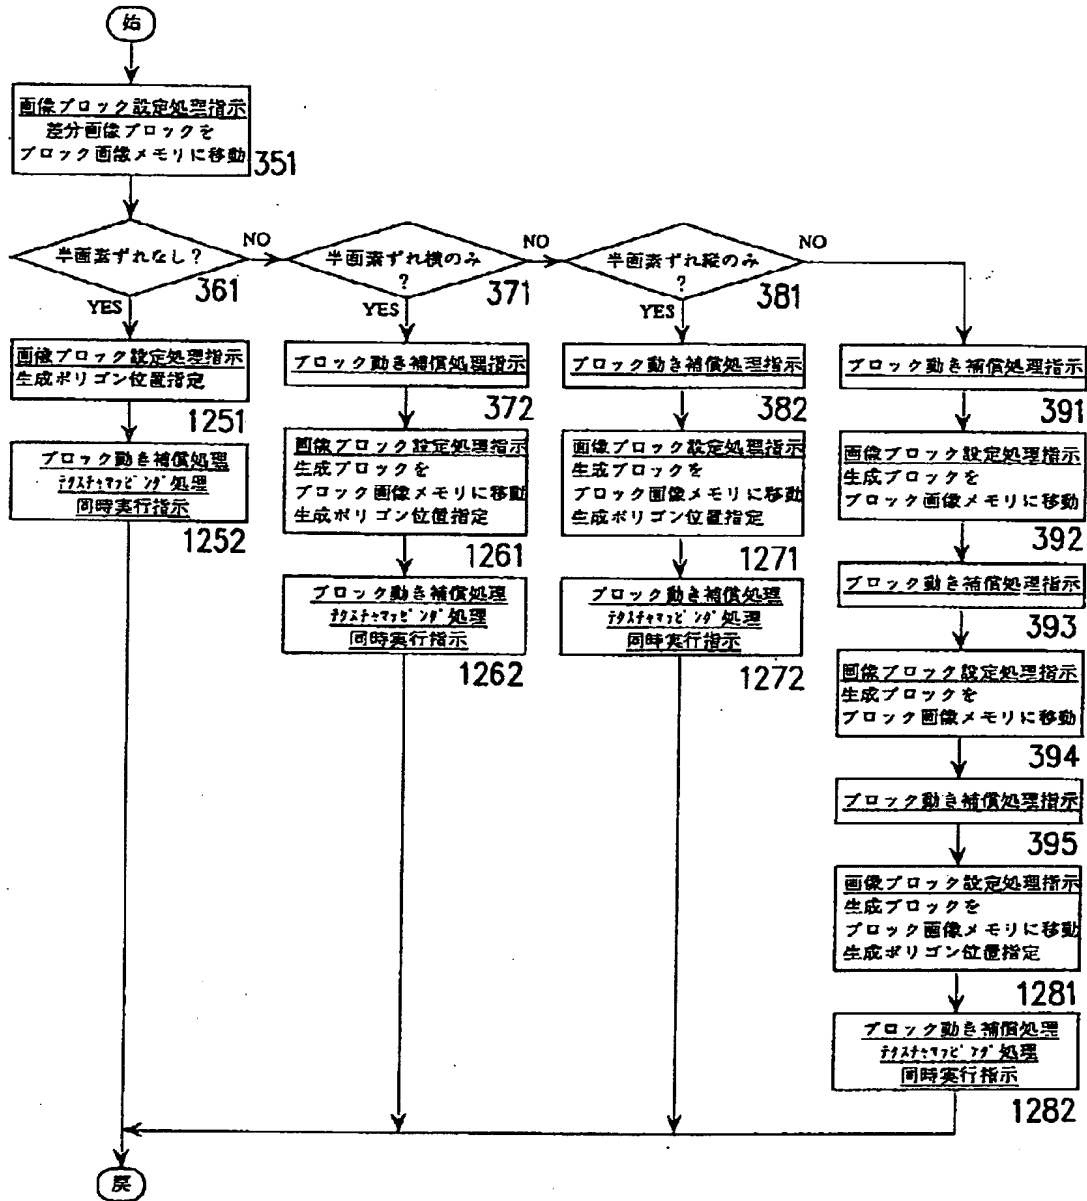 始
画像ブロック設定処理指示
差分画像ブロックを
ブロック画像メモリに移動
351
半画素ずれなし?
361
NO
YES
半画素ずれ横のみ
?
371
NO
YES
半画素ずれ縦のみ
?
381
NO
YES
画像ブロック設定処理指示
生成ポリゴン位置指定
1251
ブロック動き補償処理
テクスチャマッピング処理
同時実行指示
1252
ブロック動き補償処理指示
372
画像ブロック設定処理指示
生成ブロックを
ブロック画像メモリに移動
生成ポリゴン位置指定
1261
ブロック動き補償処理
テクスチャマッピング処理
同時実行指示
1262
ブロック動き補償処理指示
382
画像ブロック設定処理指示
生成ブロックを
ブロック画像メモリに移動
生成ポリゴン位置指定
1271
ブロック動き補償処理
テクスチャマッピング処理
同時実行指示
1272
ブロック動き補償処理指示
391
画像ブロック設定処理指示
生成ブロックを
ブロック画像メモリに移動
392
ブロック動き補償処理指示
393
画像ブロック設定処理指示
生成ブロックを
ブロック画像メモリに移動
394
ブロック動き補償処理指示
395
画像ブロック設定処理指示
生成ブロックを
ブロック画像メモリに移動
生成ポリゴン位置指定
1281
ブロック動き補償処理
テクスチャマッピング処理
同時実行指示
1282
戻